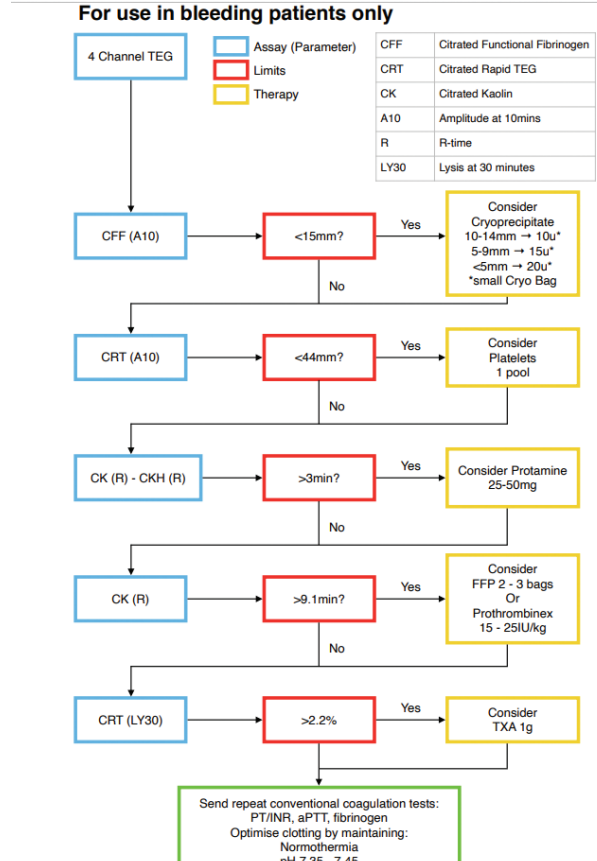 For use in bleeding patients only
4 Channel TEG
Assay (Parameter)
Limits
Therapy
CFF Citrated Functional Fibrinogen
CRT Citrated Rapid TEG
CK Citrated Kaolin
A10 Amplitude at 10mins
R R-time
LY30 Lysis at 30 minutes
CFF (A10)
<15mm?
Yes
No
Consider
Cryoprecipitate
10-14mm → 10u*
5-9mm → 15u*
<5mm → 20u*
*small Cryo Bag
CRT (A10)
<44mm?
Yes
No
Consider
Platelets
1 pool
CK (R) - CKH (R)
>3min?
Yes
No
Consider Protamine
25-50mg
CK (R)
>9.1min?
Yes
No
Consider
FFP 2 - 3 bags
Or
Prothrombinex
15 - 25IU/kg
CRT (LY30)
>2.2%
Yes
Consider
TXA 1g
Send repeat conventional coagulation tests:
PT/INR, aPTT, fibrinogen
Optimise clotting by maintaining:
Normothermia
pH 7.35 - 7.45